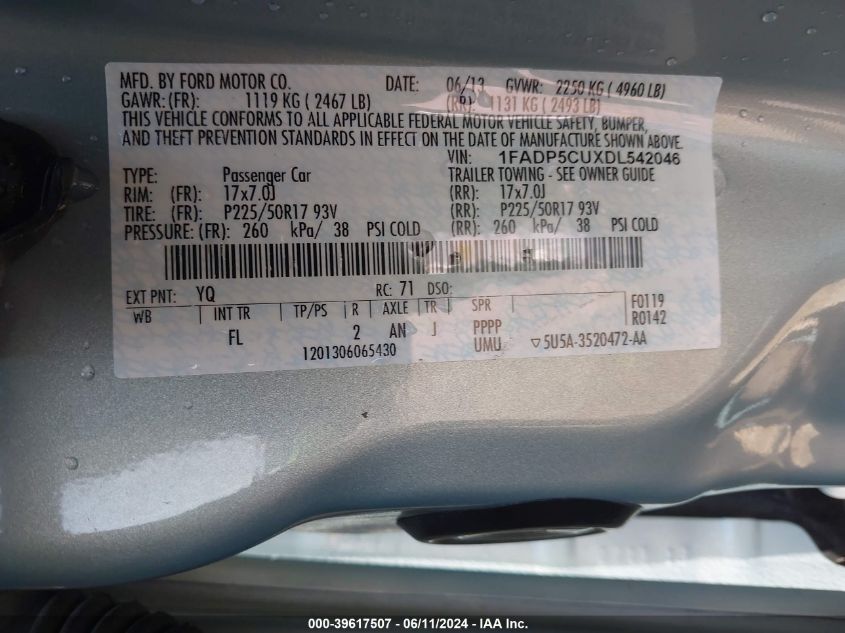 MFD. BY FORD MOTOR CO. DATE: 06/13 GVWR: 2250 KG ( 4960 LB)
GAWR: (FR): 1119 KG ( 2467 LB) (RR): 1131 KG ( 2493 LB)
THIS VEHICLE CONFORMS TO ALL APPLICABLE FEDERAL MOTOR VEHICLE SAFETY, BUMPER,
AND THEFT PREVENTION STANDARDS IN EFFECT ON THE DATE OF MANUFACTURE SHOWN ABOVE.
VIN: 1FADP5CUXDL542046
TYPE: Passenger Car TRAILER TOWING - SEE OWNER GUIDE
RIM: (FR): 17x7.0J (RR): 17x7.0J
TIRE: (FR): P225/50R17 93V (RR): P225/50R17 93V
PRESSURE: (FR): 260 kPa/ 38 PSI COLD (RR): 260 kPa/ 38 PSI COLD
EXT PNT: YQ RC: 71 DSO:
WB INT TR TP/PS R AXLE TR SPR F0119
R0142
FL 2 AN J PPPP
UMU ▽5U5A-3520472-AA
1201306065430
000-39617507 - 06/11/2024 - IAA Inc.